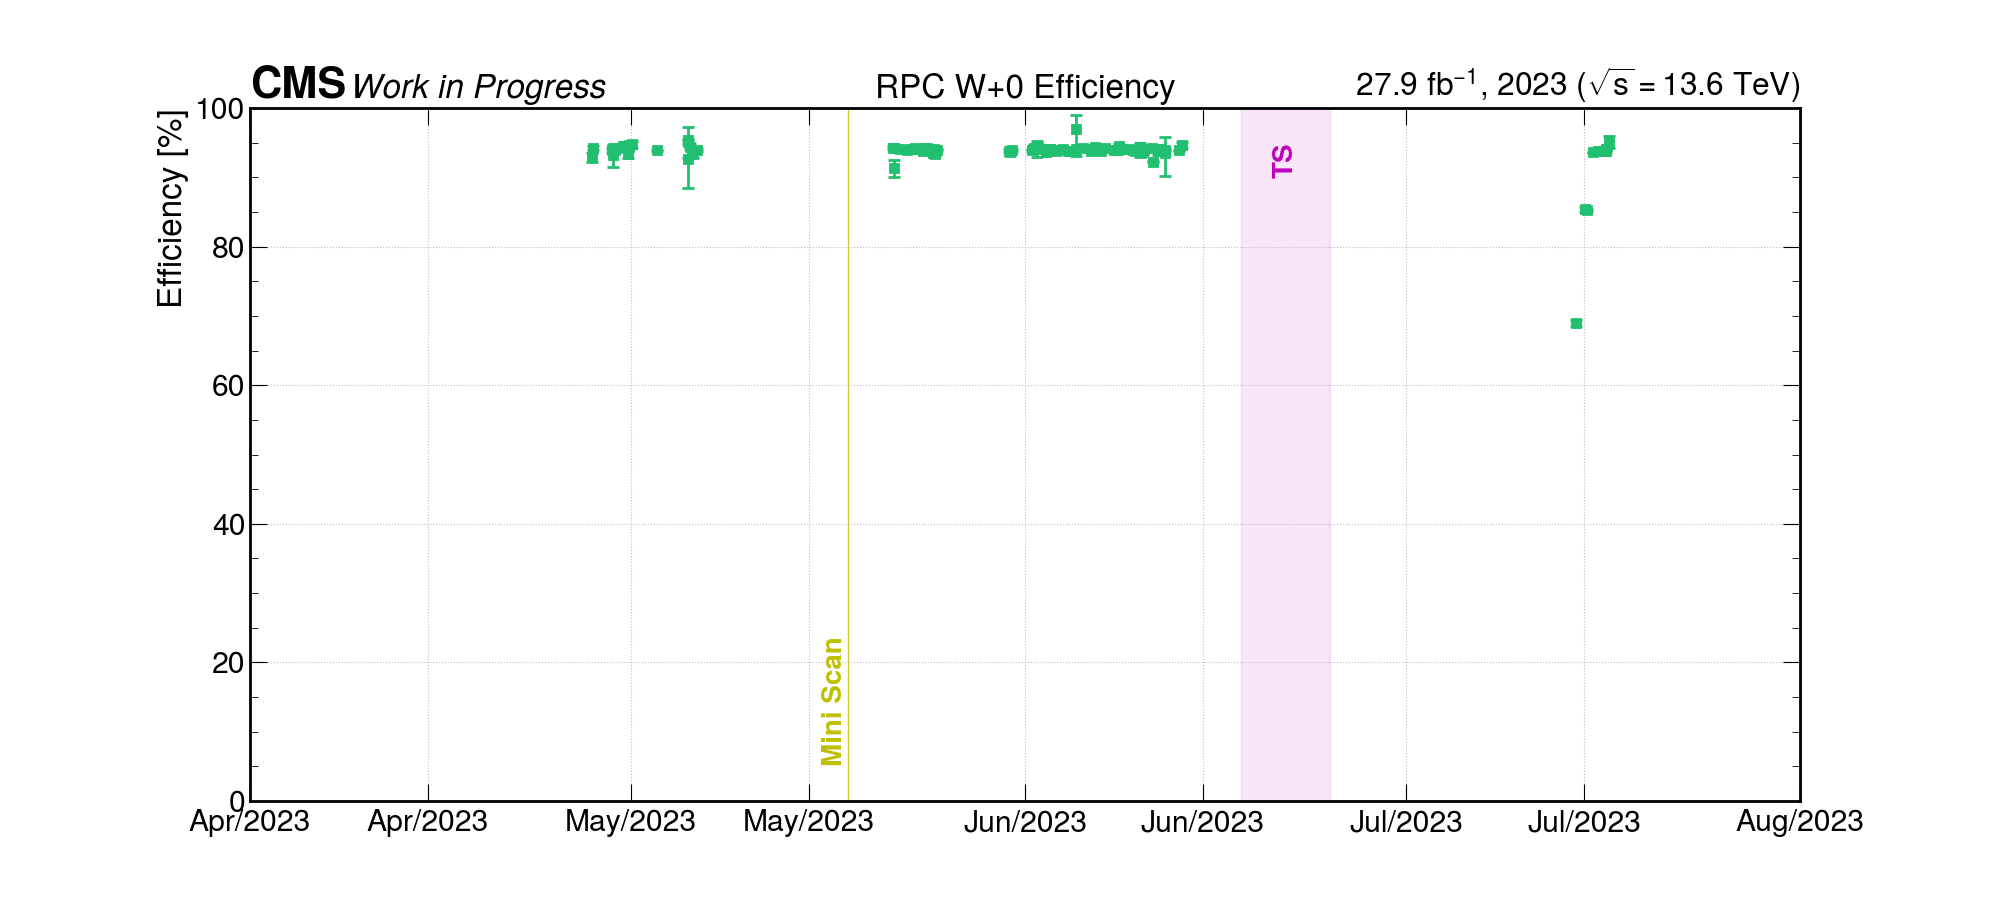 CMS Work in Progress
RPC W+0 Efficiency
27.9 fb⁻¹, 2023 (√s = 13.6 TeV)
Efficiency [%]
100
80
60
40
20
0
TS
Mini Scan
Apr/2023 Apr/2023 May/2023 May/2023 Jun/2023 Jun/2023 Jul/2023 Jul/2023 Aug/2023